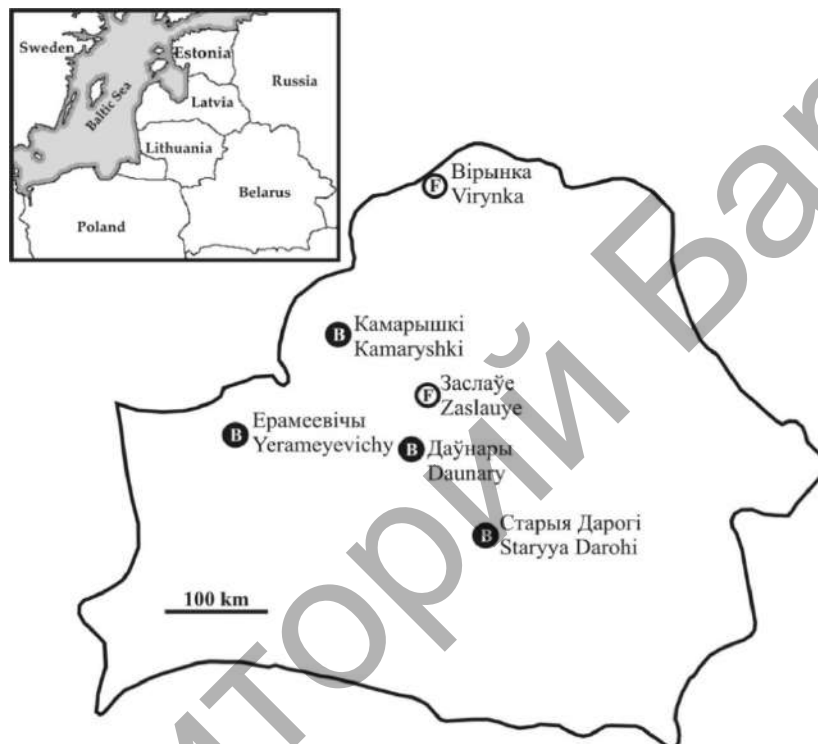 Sweden
Estonia
Russia
Baltic Sea
Latvia
Lithuania
Belarus
Poland
F
Вірынка
Virynka
B
Камарышкі
Kamaryshki
F
Заслаўе
Zaslauye
B
Ерамеевічы
Yerameyevichy
B
Даўнары
Daunary
B
Старыя Дарогі
Staryya Darohi
100 km